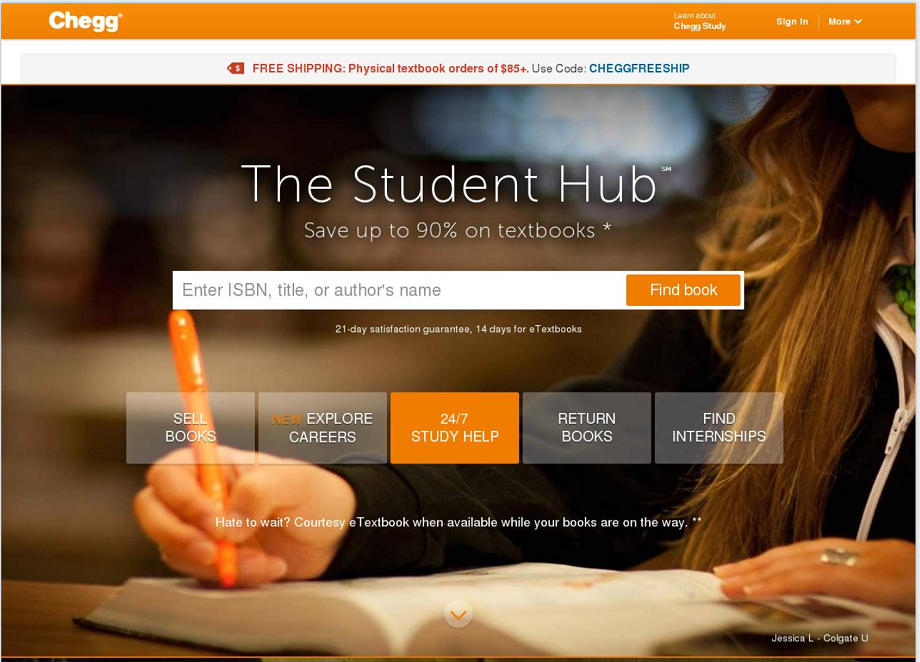 Chegg®
Learn about
Chegg Study
Sign In
More
$ FREE SHIPPING: Physical textbook orders of $85+. Use Code: CHEGGFREESHIP
The Student Hub℠
Save up to 90% on textbooks *
Enter ISBN, title, or author's name
Find book
21-day satisfaction guarantee, 14 days for eTextbooks
SELL
BOOKS
NEW EXPLORE
CAREERS
24/7
STUDY HELP
RETURN
BOOKS
FIND
INTERNSHIPS
Hate to wait? Courtesy eTextbook when available while your books are on the way. **
Jessica L - Colgate U